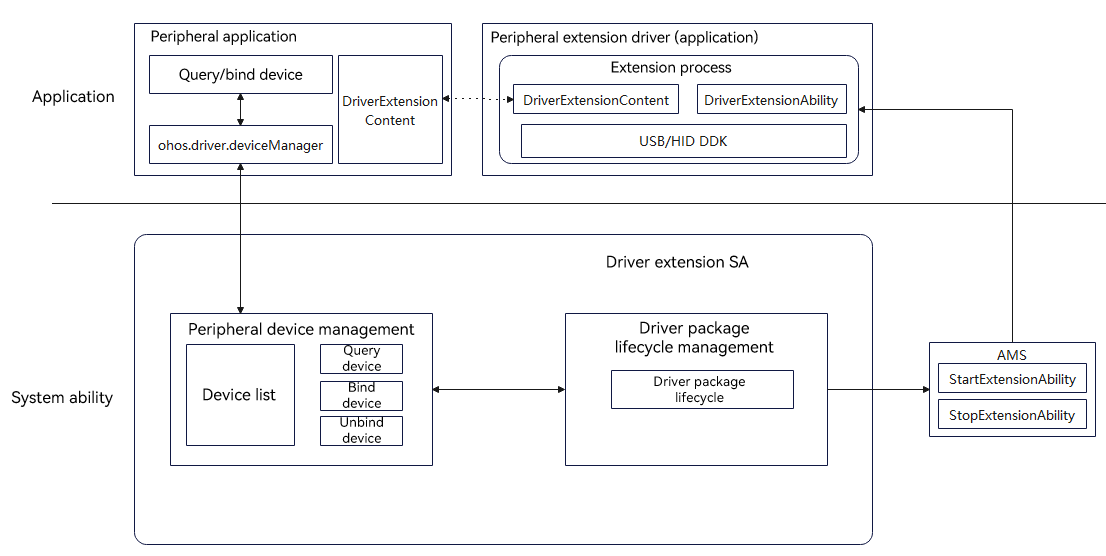 Peripheral application
Query/bind device
ohos.driver.deviceManager
DriverExtension
Content
Peripheral extension driver (application)
Extension process
DriverExtensionContent
DriverExtensionAbility
USB/HID DDK
Application
Driver extension SA
Peripheral device management
Device list
Query
device
Bind
device
Unbind
device
Driver package
lifecycle management
Driver package
lifecycle
AMS
StartExtensionAbility
StopExtensionAbility
System ability